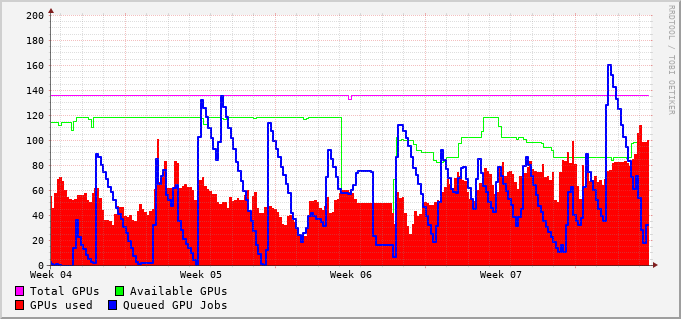 200
180
160
140
120
100
80
60
40
20
0
Week 04 Week 05 Week 06 Week 07
Total GPUs Available GPUs
GPUs used Queued GPU Jobs
RRDTOOL / TOBI OETIKER